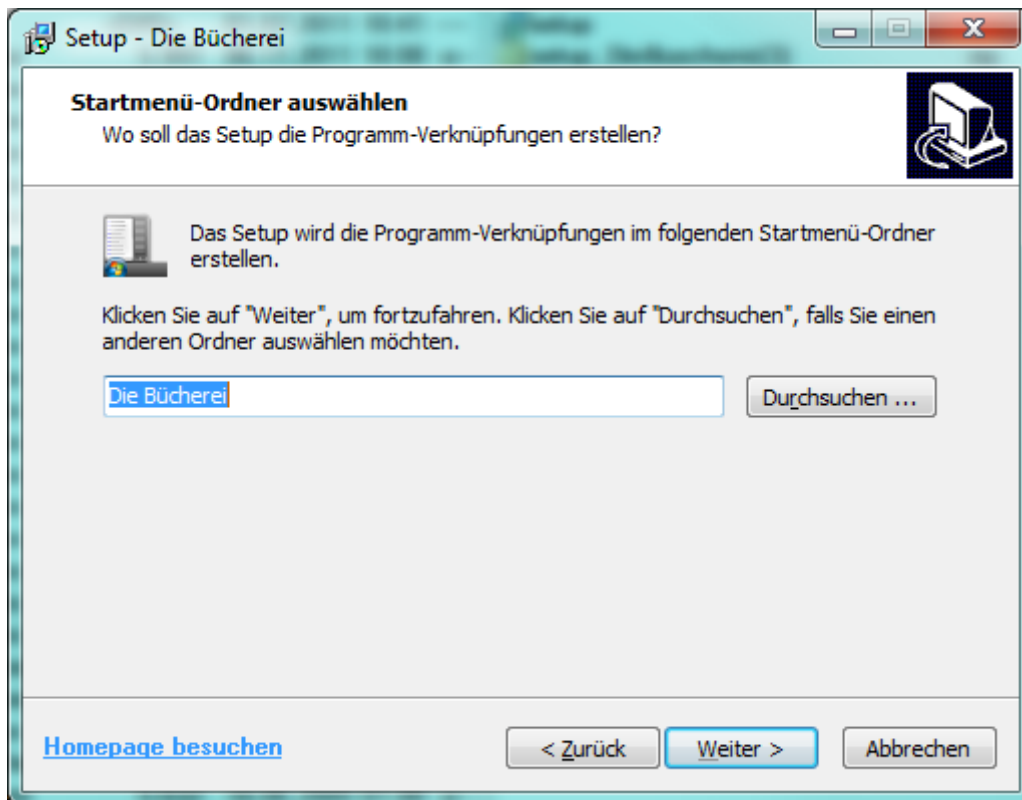 Setup - Die Bücherei
Startmenü-Ordner auswählen
Wo soll das Setup die Programm-Verknüpfungen erstellen?
Das Setup wird die Programm-Verknüpfungen im folgenden Startmenü-Ordner
erstellen.
Klicken Sie auf "Weiter", um fortzufahren. Klicken Sie auf "Durchsuchen", falls Sie einen
anderen Ordner auswählen möchten.
Die Bücherei
Durchsuchen ...
Homepage besuchen
< Zurück
Weiter >
Abbrechen